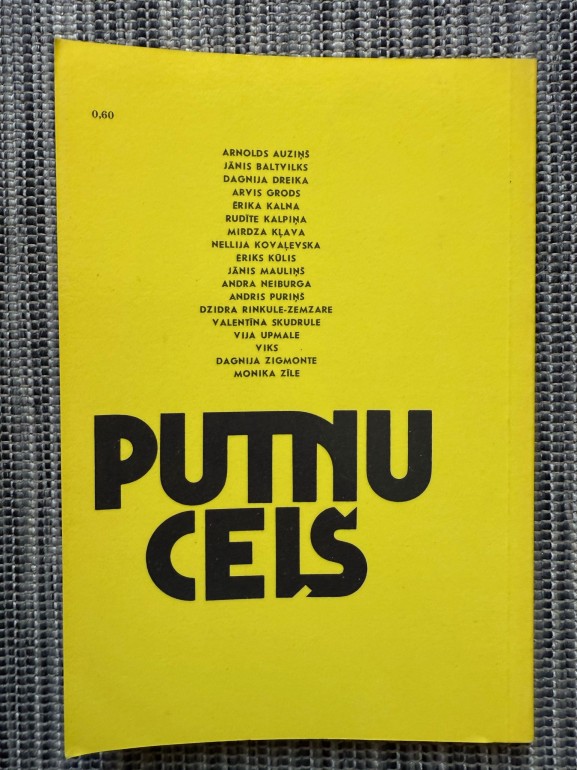 0,60
ARNOLDS AUZIŅŠ
JĀNIS BALTVILKS
DAGNIJA DREIKA
ARVIS GRODS
ĒRIKA KALNA
RUDĪTE KALPIŅA
MIRDZA KĻAVA
NELLIJA KOVAĻEVSKA
ĒRIKS KŪLIS
JĀNIS MAULIŅŠ
ANDRA NEIBURGA
ANDRIS PURIŅŠ
DZIDRA RINKULE-ZEMZARE
VALENTĪNA SKUDRULE
VIJA UPMALE
VIKS
DAGNIJA ZIGMONTE
MONIKA ZĪLE
PUTNU
CEĻŠ